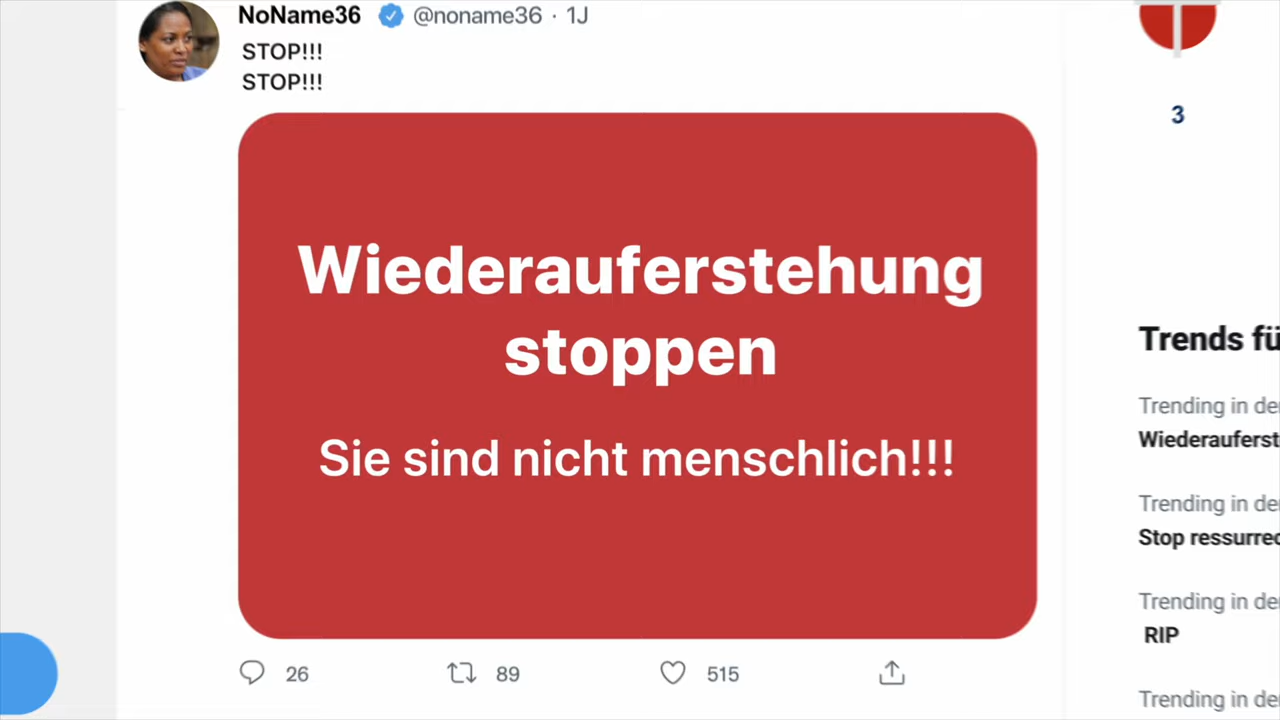 NoName36 @noname36 · 1J
STOP!!!
STOP!!!
Wiederauferstehung
stoppen
Sie sind nicht menschlich!!!
26 89 515
3
Trends fü
Trending in de
Wiederauferst
Trending in de
Stop ressurrec
Trending in de
RIP
Trending in de